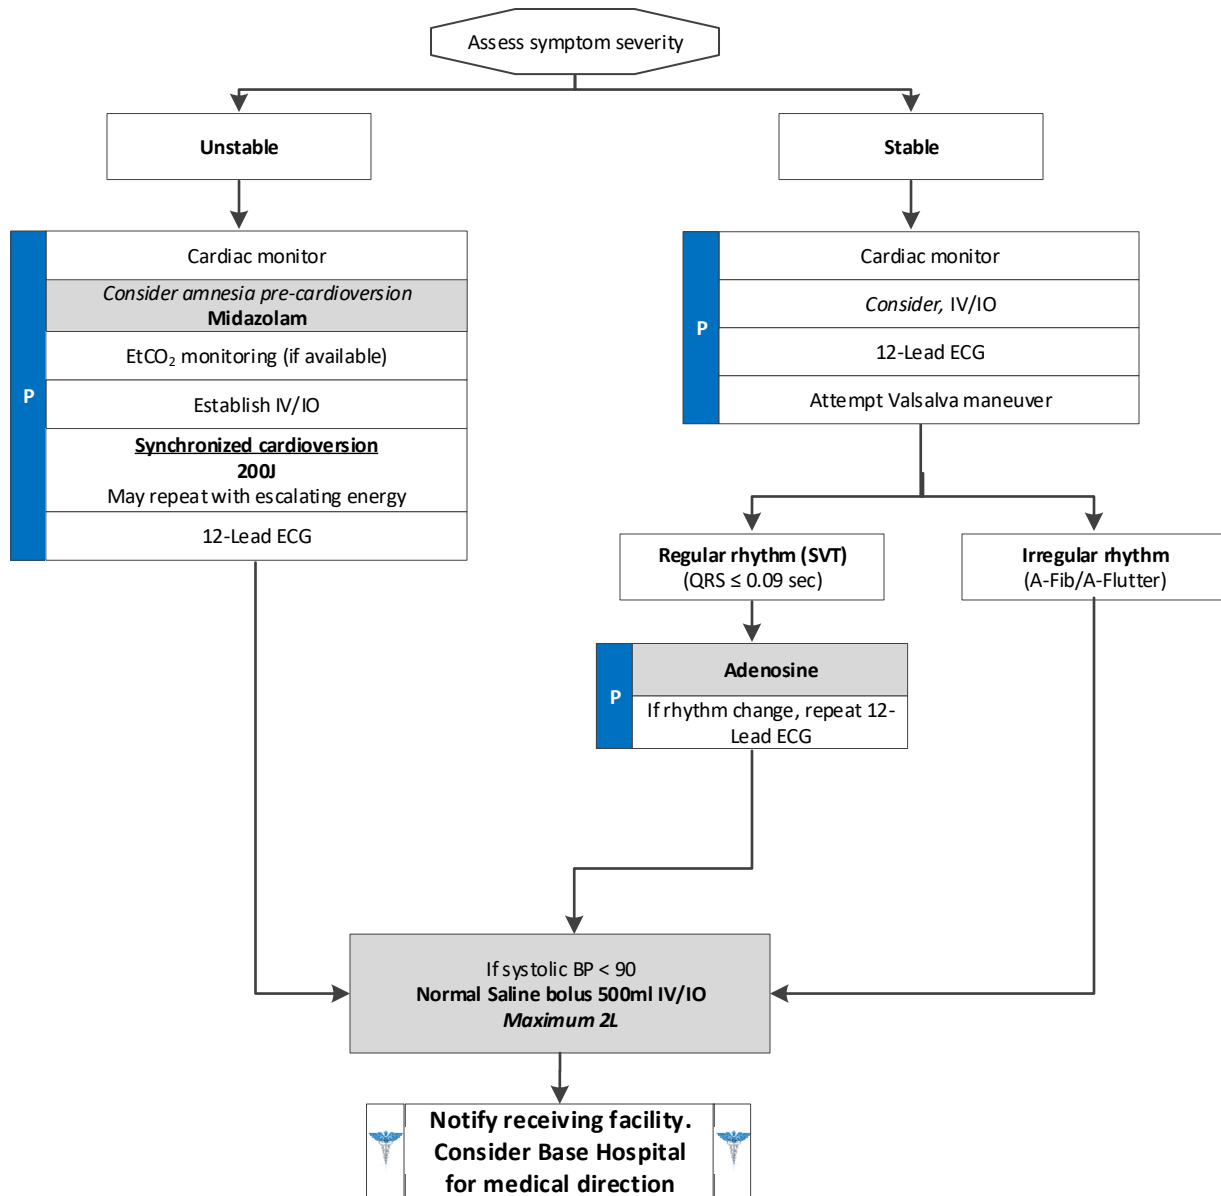 Assess symptom severity
Unstable
Stable
P
Cardiac monitor
Consider amnesia pre-cardioversion
Midazolam
EtCO₂ monitoring (if available)
Establish IV/IO
Synchronized cardioversion
200J
May repeat with escalating energy
12-Lead ECG
P
Cardiac monitor
Consider, IV/IO
12-Lead ECG
Attempt Valsalva maneuver
Regular rhythm (SVT)
(QRS ≤ 0.09 sec)
Irregular rhythm
(A-Fib/A-Flutter)
P
Adenosine
If rhythm change, repeat 12-
Lead ECG
If systolic BP < 90
Normal Saline bolus 500ml IV/IO
Maximum 2L
Notify receiving facility.
Consider Base Hospital
for medical direction